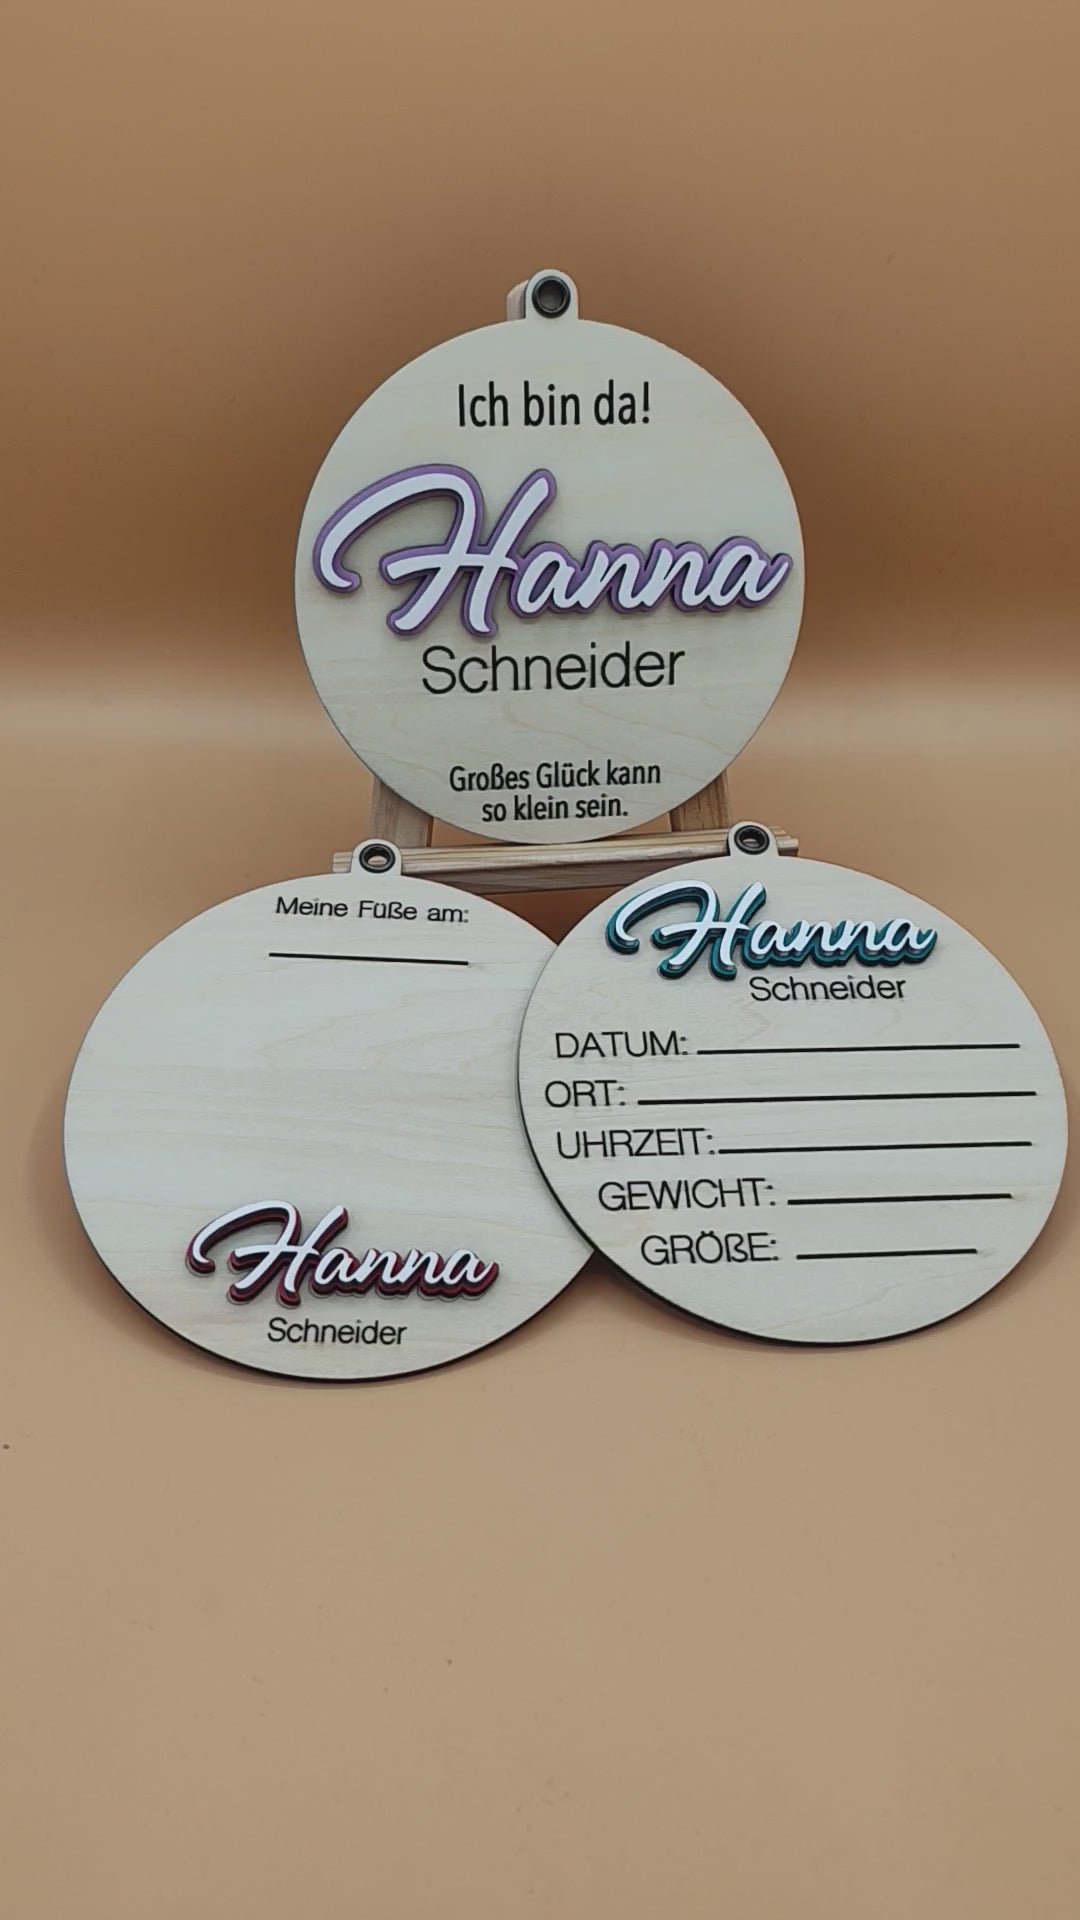 Ich bin da!
Hanna
Schneider
Großes Glück kann
so klein sein.
Meine Füße am:
Hanna
Schneider
Hanna
Schneider
DATUM:
ORT:
UHRZEIT:
GEWICHT:
GRÖßE: